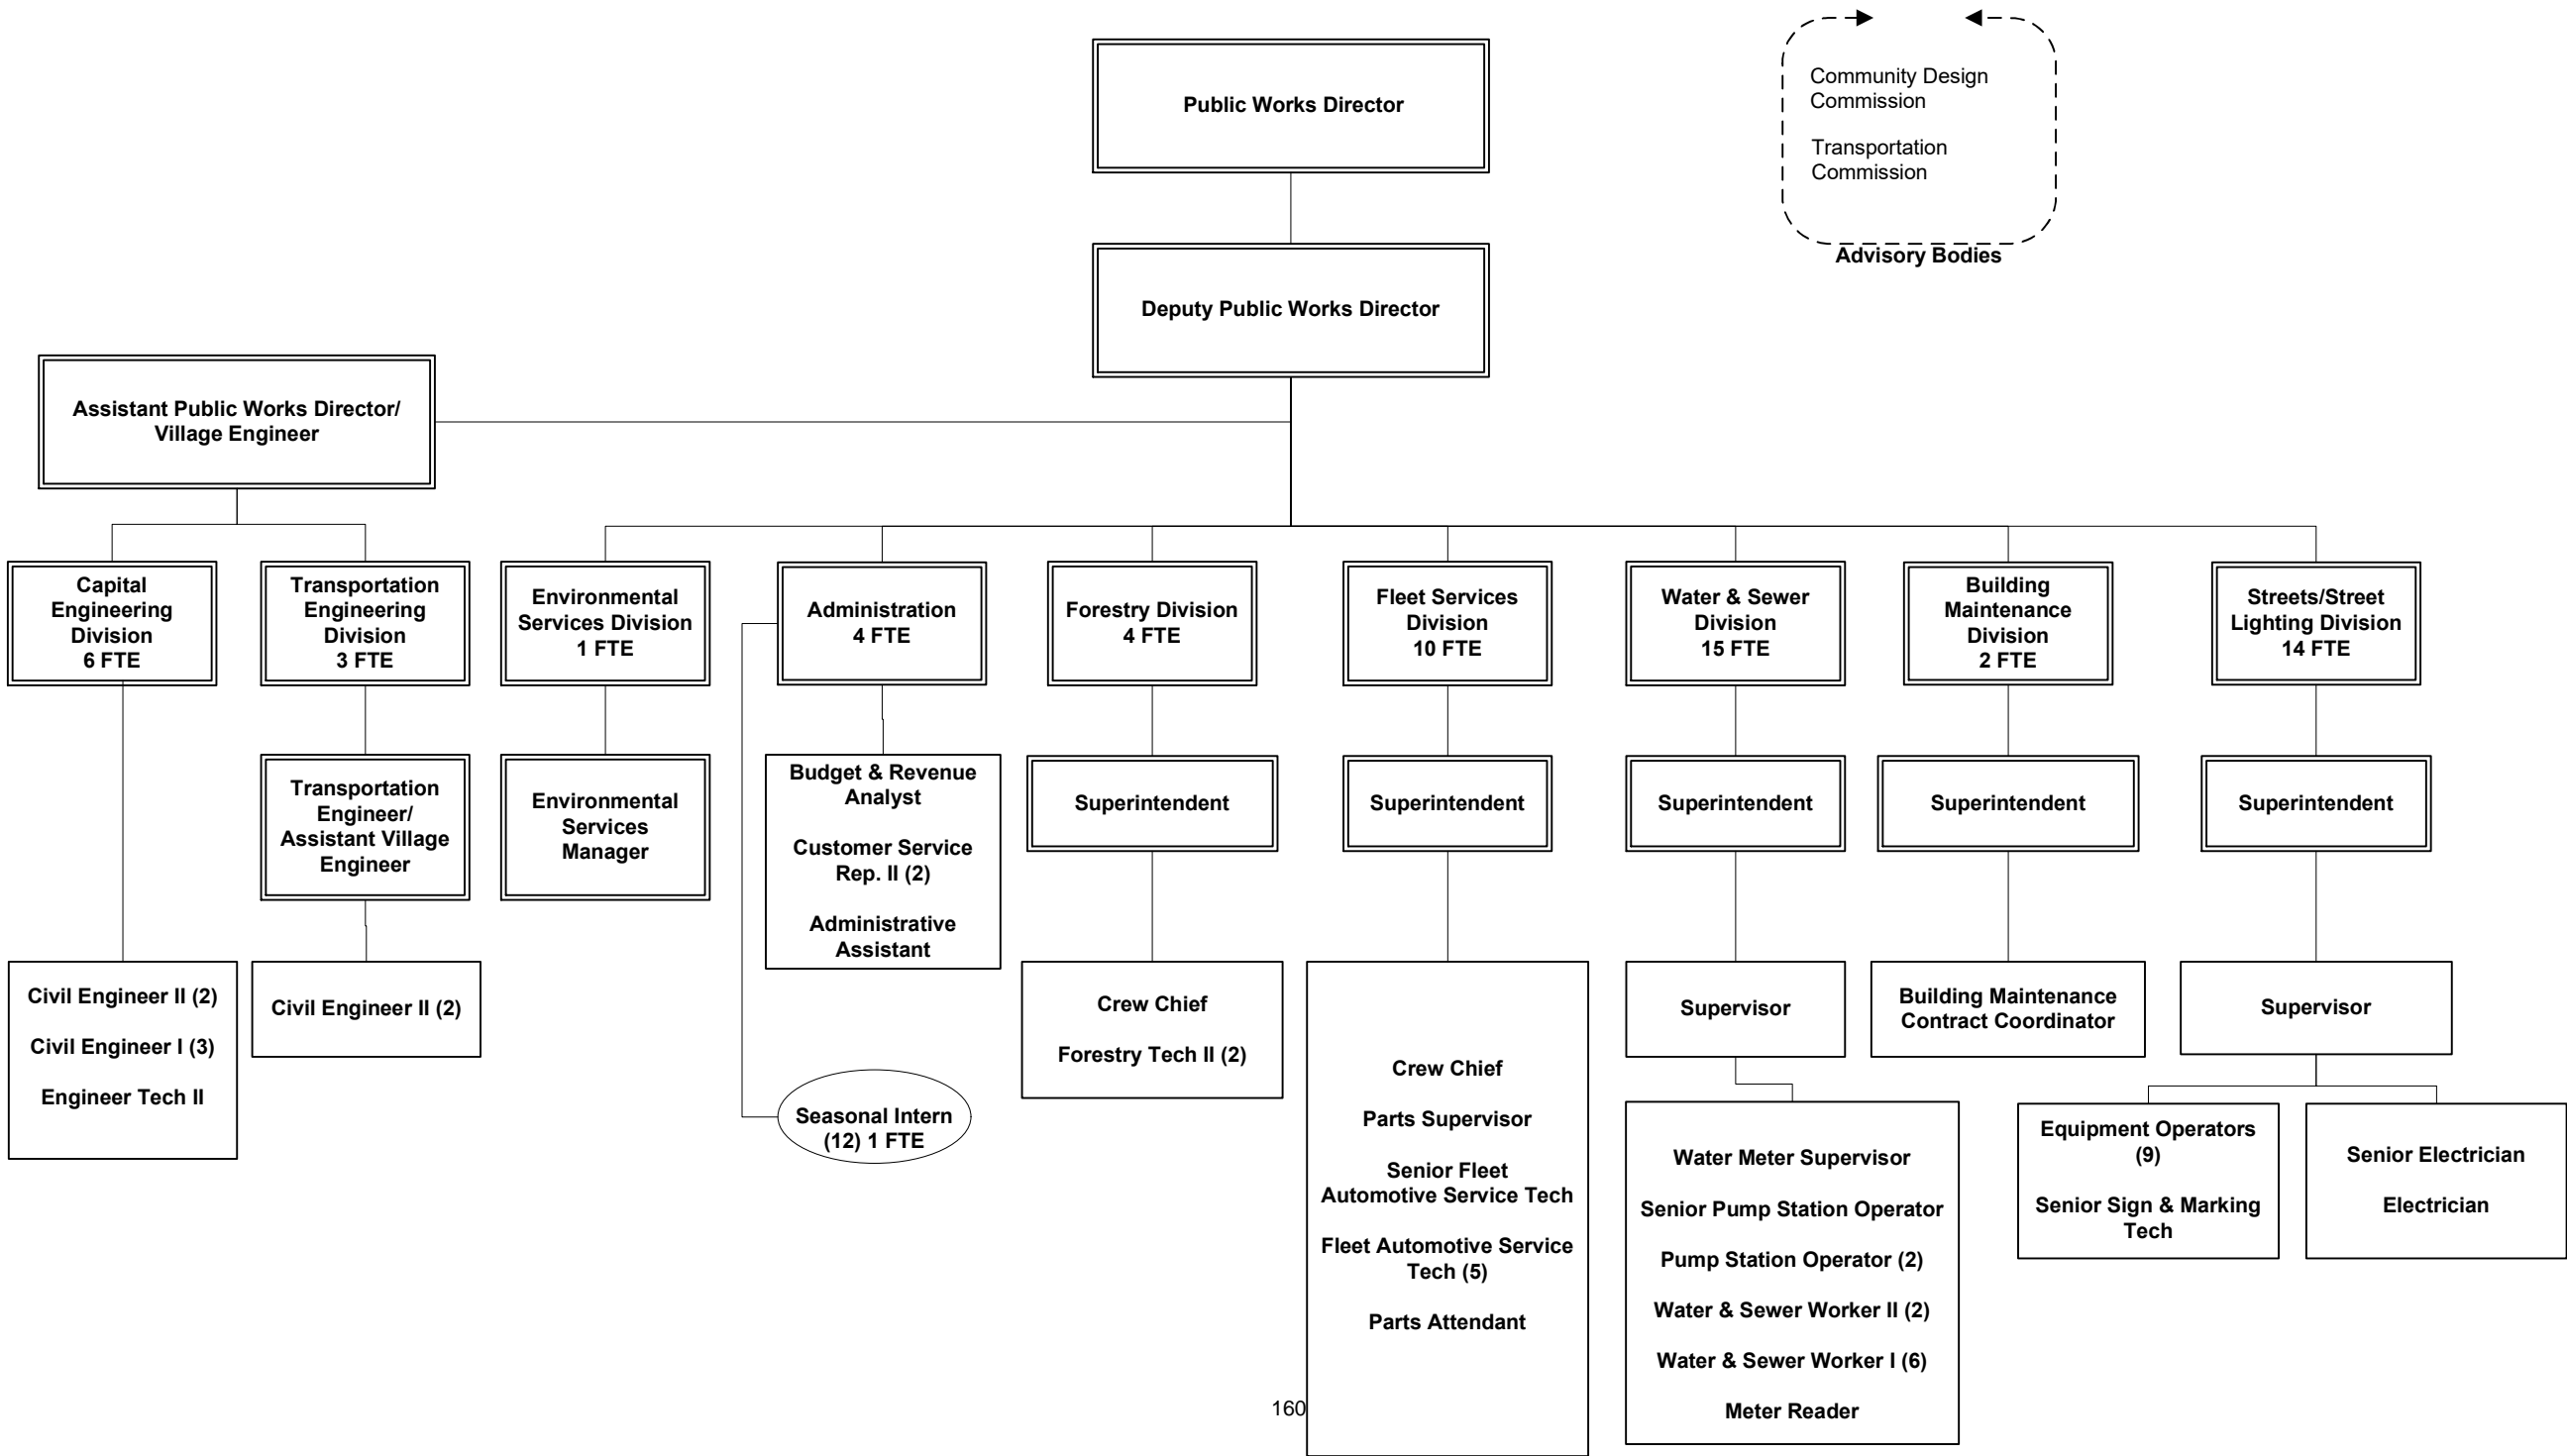 Public Works Director
Community Design
Commission
Transportation
Commission
Advisory Bodies
Deputy Public Works Director
Assistant Public Works Director/
Village Engineer
Capital
Engineering
Division
6 FTE
Transportation
Engineering
Division
3 FTE
Environmental
Services Division
1 FTE
Administration
4 FTE
Forestry Division
4 FTE
Fleet Services
Division
10 FTE
Water & Sewer
Division
15 FTE
Building
Maintenance
Division
2 FTE
Streets/Street
Lighting Division
14 FTE
Transportation
Engineer/
Assistant Village
Engineer
Environmental
Services
Manager
Budget & Revenue
Analyst
Customer Service
Rep. II (2)
Administrative
Assistant
Superintendent
Superintendent
Superintendent
Superintendent
Superintendent
Civil Engineer II (2)
Civil Engineer I (3)
Engineer Tech II
Civil Engineer II (2)
Seasonal Intern
(12) 1 FTE
Crew Chief
Forestry Tech II (2)
Crew Chief
Parts Supervisor
Senior Fleet
Automotive Service Tech
Fleet Automotive Service
Tech (5)
Parts Attendant
Supervisor
Water Meter Supervisor
Senior Pump Station Operator
Pump Station Operator (2)
Water & Sewer Worker II (2)
Water & Sewer Worker I (6)
Meter Reader
Building Maintenance
Contract Coordinator
Supervisor
Equipment Operators
(9)
Senior Sign & Marking
Tech
Senior Electrician
Electrician
160